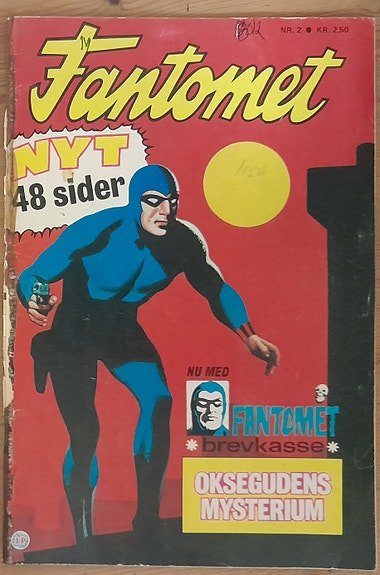 NR. 2 ● KR. 2,50
Fantomet
NYT
48 sider
NU MED
FANTOMET
*brevkasse*
OKSEGUDENS
MYSTERIUM